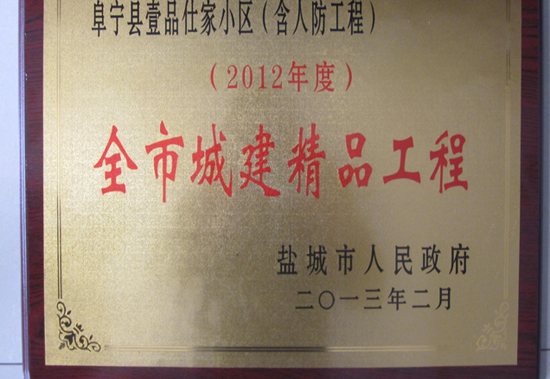 阜宁县壹品仕家小区（含人防工程）
（2012年度）
全市城建精品工程
盐城市人民政府
二〇一三年二月